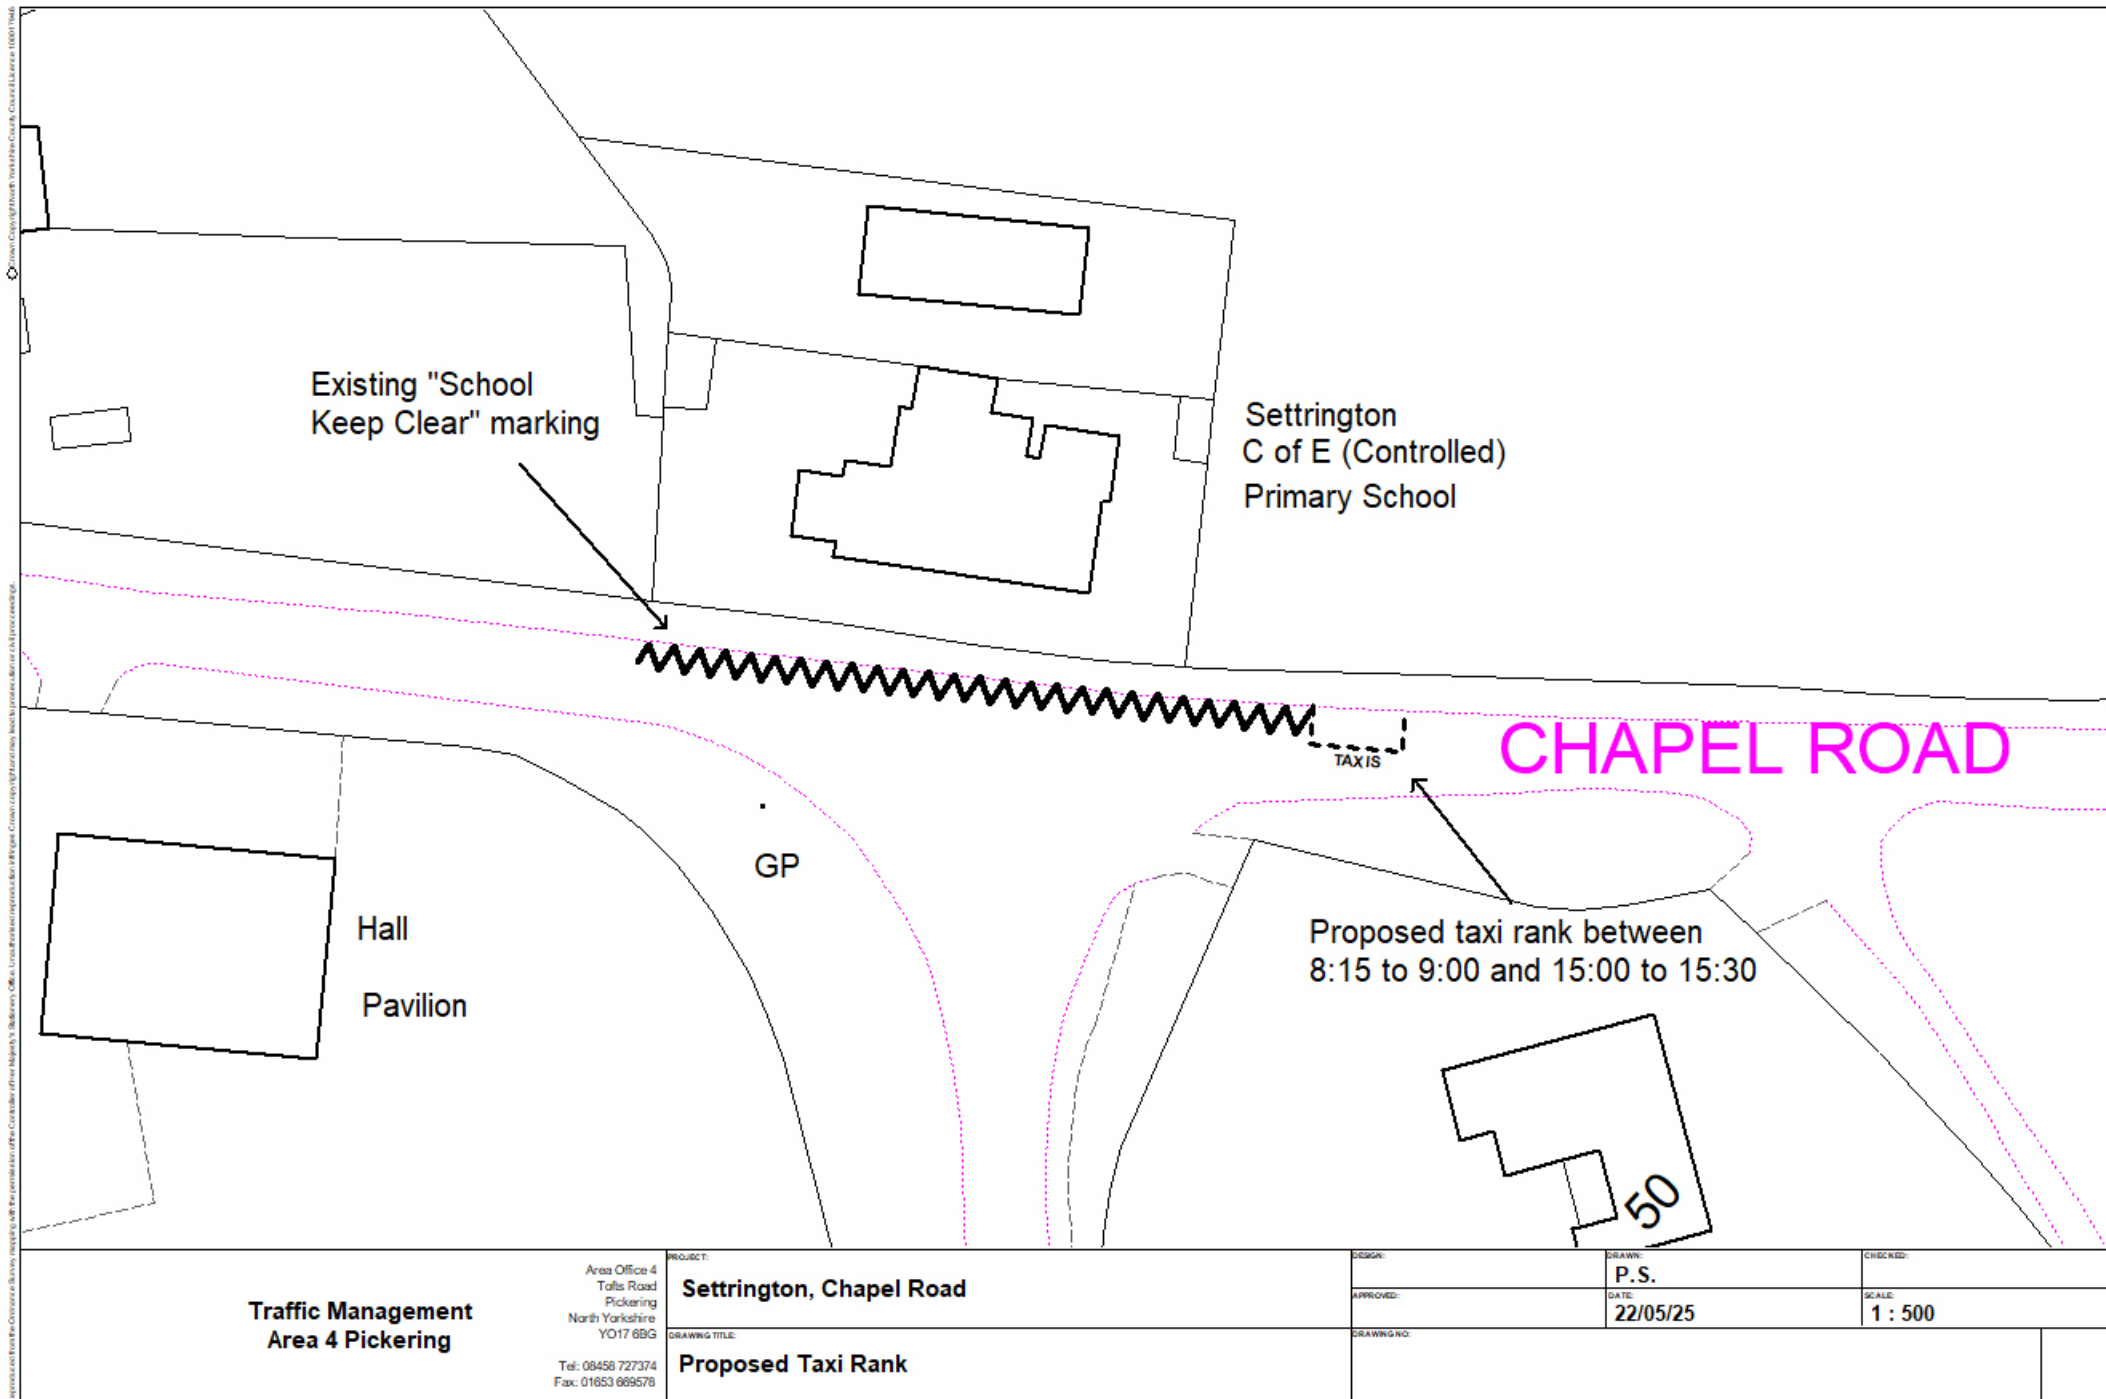 Existing "School
Keep Clear" marking
Settrington
C of E (Controlled)
Primary School
CHAPEL ROAD
TAXIS
GP
Hall
Pavilion
Proposed taxi rank between
8:15 to 9:00 and 15:00 to 15:30
50
Traffic Management
Area 4 Pickering
Area Office 4
Tofts Road
Pickering
North Yorkshire
YO17 6BG
Tel: 08458 727374
Fax: 01653 669578
PROJECT:
Settrington, Chapel Road
DRAWING TITLE:
Proposed Taxi Rank
DESIGN:
DRAWN:
P.S.
CHECKED:
APPROVED:
DATE:
22/05/25
SCALE:
1 : 500
DRAWING NO: